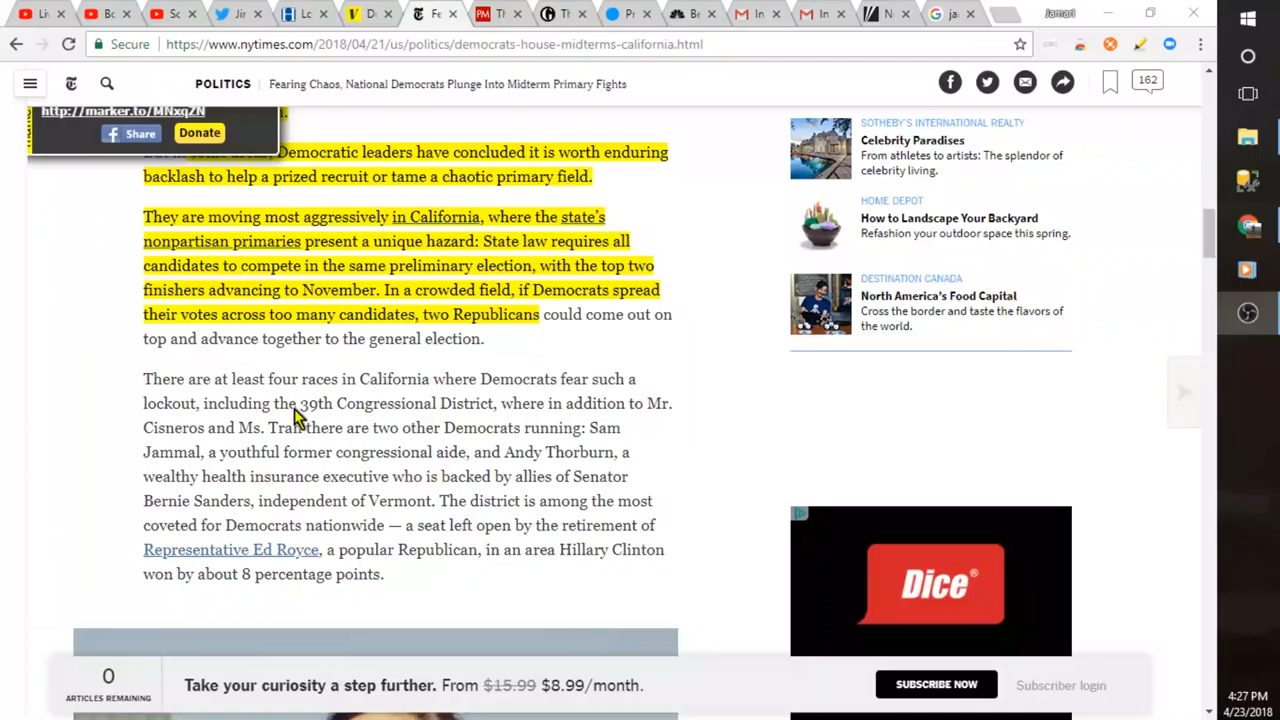 Li
Bc
Sc
Jir
Lo
D
Fe
Th
Th
Pr
Be
In
In
N
ja
Jamarl
Secure
https://www.nytimes.com/2018/04/21/us/politics/democrats-house-midterms-california.html
POLITICS
Fearing Chaos, National Democrats Plunge Into Midterm Primary Fights
162
http://marker.to/MNxqZN
Share
Donate
Democratic leaders have concluded it is worth enduring
backlash to help a prized recruit or tame a chaotic primary field.
They are moving most aggressively in California, where the state's
nonpartisan primaries present a unique hazard: State law requires all
candidates to compete in the same preliminary election, with the top two
finishers advancing to November. In a crowded field, if Democrats spread
their votes across too many candidates, two Republicans could come out on
top and advance together to the general election.
There are at least four races in California where Democrats fear such a
lockout, including the 39th Congressional District, where in addition to Mr.
Cisneros and Ms. Tran there are two other Democrats running: Sam
Jammal, a youthful former congressional aide, and Andy Thorburn, a
wealthy health insurance executive who is backed by allies of Senator
Bernie Sanders, independent of Vermont. The district is among the most
coveted for Democrats nationwide — a seat left open by the retirement of
Representative Ed Royce, a popular Republican, in an area Hillary Clinton
won by about 8 percentage points.
SOTHEBY'S INTERNATIONAL REALTY
Celebrity Paradises
From athletes to artists: The splendor of
celebrity living.
HOME DEPOT
How to Landscape Your Backyard
Refashion your outdoor space this spring.
DESTINATION CANADA
North America's Food Capital
Cross the border and taste the flavors of
the world.
Dice®
0
ARTICLES REMAINING
Take your curiosity a step further. From $15.99 $8.99/month.
SUBSCRIBE NOW
Subscriber login
4:27 PM
4/23/2018